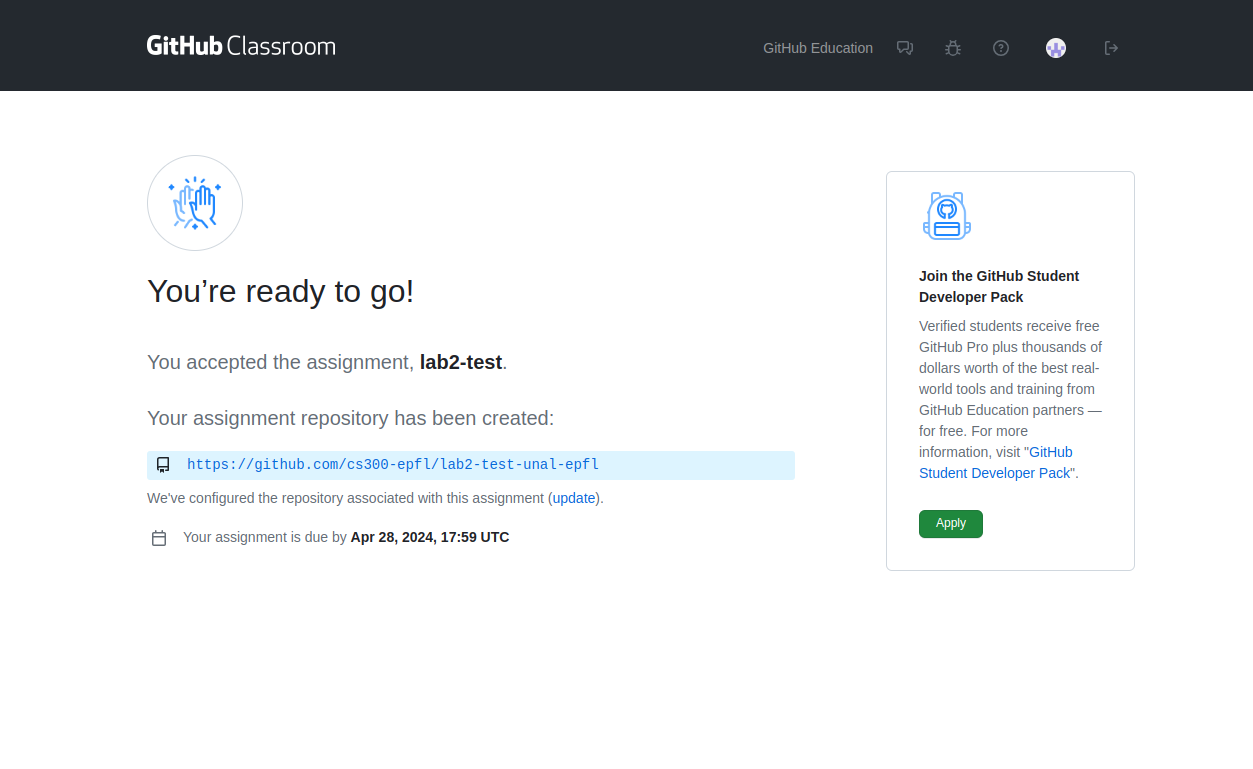 GitHub Classroom
GitHub Education
You’re ready to go!
You accepted the assignment, lab2-test.
Your assignment repository has been created:
https://github.com/cs300-epfl/lab2-test-unal-epfl
We've configured the repository associated with this assignment (update).
Your assignment is due by Apr 28, 2024, 17:59 UTC
Join the GitHub Student
Developer Pack
Verified students receive free
GitHub Pro plus thousands of
dollars worth of the best real-
world tools and training from
GitHub Education partners —
for free. For more
information, visit "GitHub
Student Developer Pack".
Apply